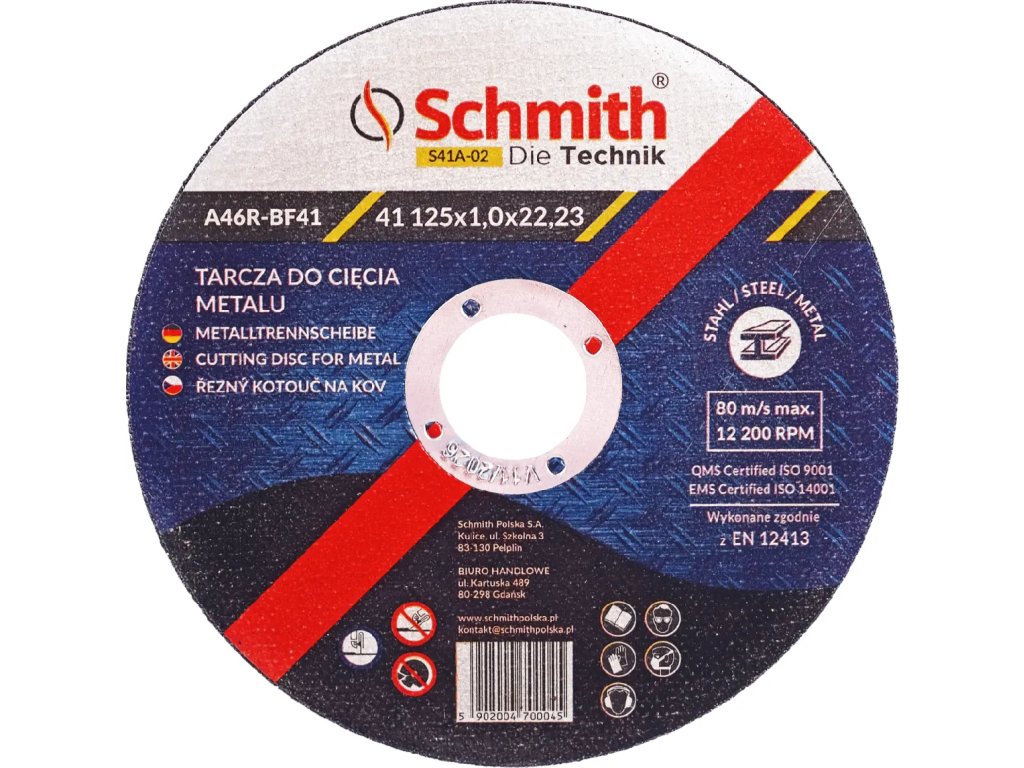 Schmith®
S41A-02 Die Technik
A46R-BF41 41 125x1,0x22,23
TARCZA DO CIĘCIA
METALU
METALLTRENNSCHEIBE
CUTTING DISC FOR METAL
ŘEZNÝ KOTOUČ NA KOV
STAHL / STEEL / METAL
80 m/s max.
12 200 RPM
QMS Certified ISO 9001
EMS Certified ISO 14001
Wykonane zgodnie
z EN 12413
V11/2026
Schmith Polska S.A.
Kulice, ul. Szkolna 3
83-130 Pelplin
BIURO HANDLOWE
ul. Kartuska 489
80-298 Gdańsk
www.schmithpolska.pl
kontakt@schmithpolska.pl
5 902004 700045